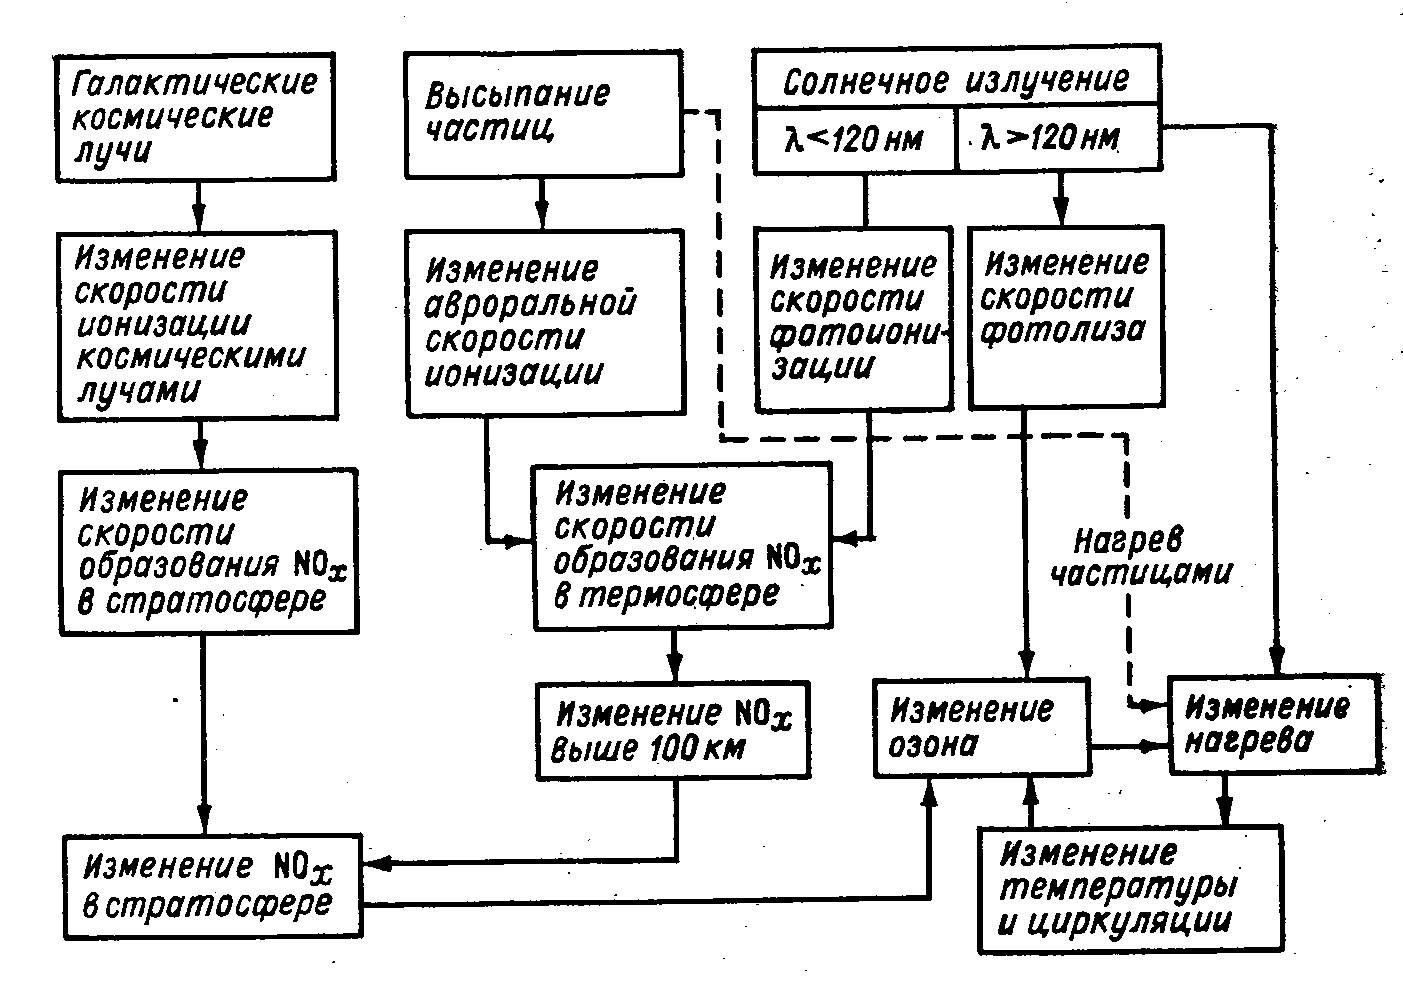 Галактические
космические
лучи
Высыпание
частиц
Солнечное излучение
λ<120 нм
λ>120 нм
Изменение
скорости
ионизации
космическими
лучами
Изменение
авроральной
скорости
ионизации
Изменение
скорости
фотоиони-
зации
Изменение
скорости
фотолиза
Изменение
скорости
образования NOx
в стратосфере
Изменение
скорости
образования NOx
в термосфере
Нагрев
частицами
Изменение NOx
выше 100 км
Изменение
озона
Изменение
нагрева
Изменение NOx
в стратосфере
Изменение
температуры
и циркуляции